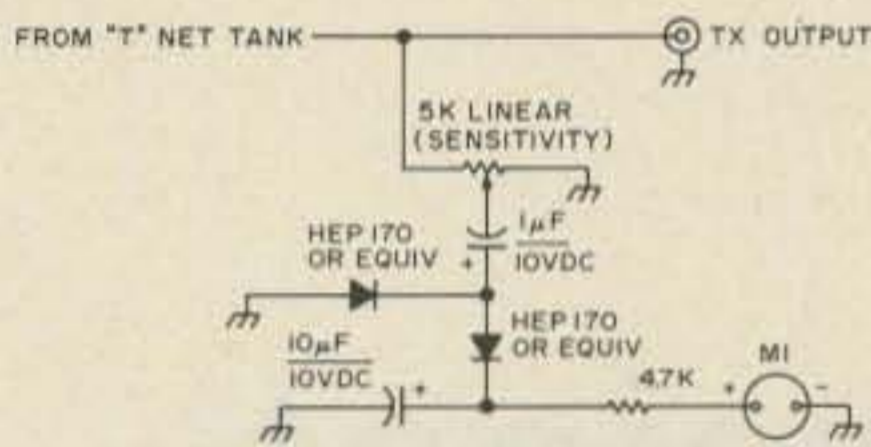 FROM "T" NET TANK
TX OUTPUT
5K LINEAR
(SENSITIVITY)
1µF
10VDC
+
HEP 170
OR EQUIV
HEP 170
OR EQUIV
10µF
10VDC
+
4.7K
M1
+
-